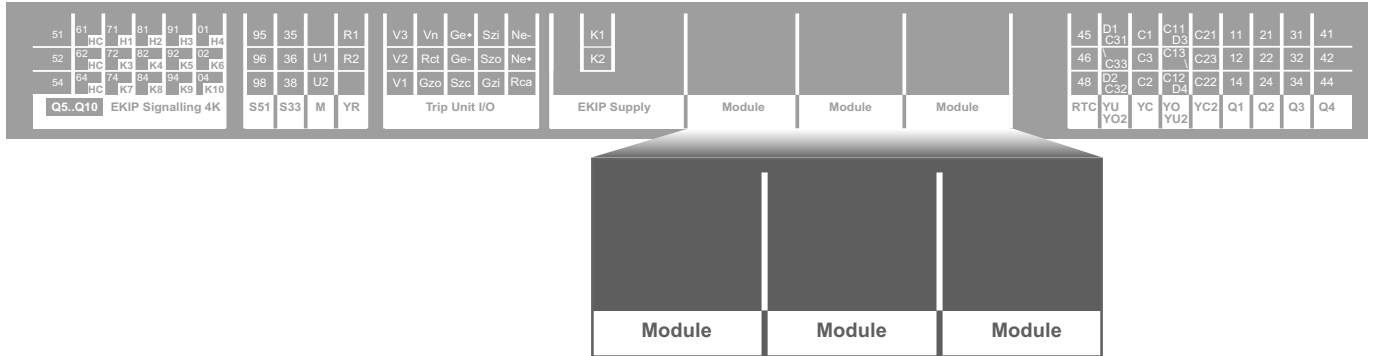 51 61 HC 71 H1 81 H2 91 H3 01 H4 95 35 R1 V3 Vn Ge+ Szi Ne- K1 45 D1 C31 C1 C11 D3 C21 11 21 31 41
52 62 HC 72 K3 82 K4 92 K5 02 K6 96 36 U1 R2 V2 Rct Ge- Szo Ne+ K2 46 \ C33 C3 C13 \ C23 12 22 32 42
54 64 HC 74 K7 84 K8 94 K9 04 K10 98 38 U2 V1 Gzo Szc Gzi Rca 48 D2 C32 C2 C12 D4 C22 14 24 34 44
Q5..Q10 EKIP Signalling 4K S51 S33 M YR Trip Unit I/O EKIP Supply Module Module Module RTC YU YC YO YC2 Q1 Q2 Q3 Q4
YO2 YU2
Module Module Module